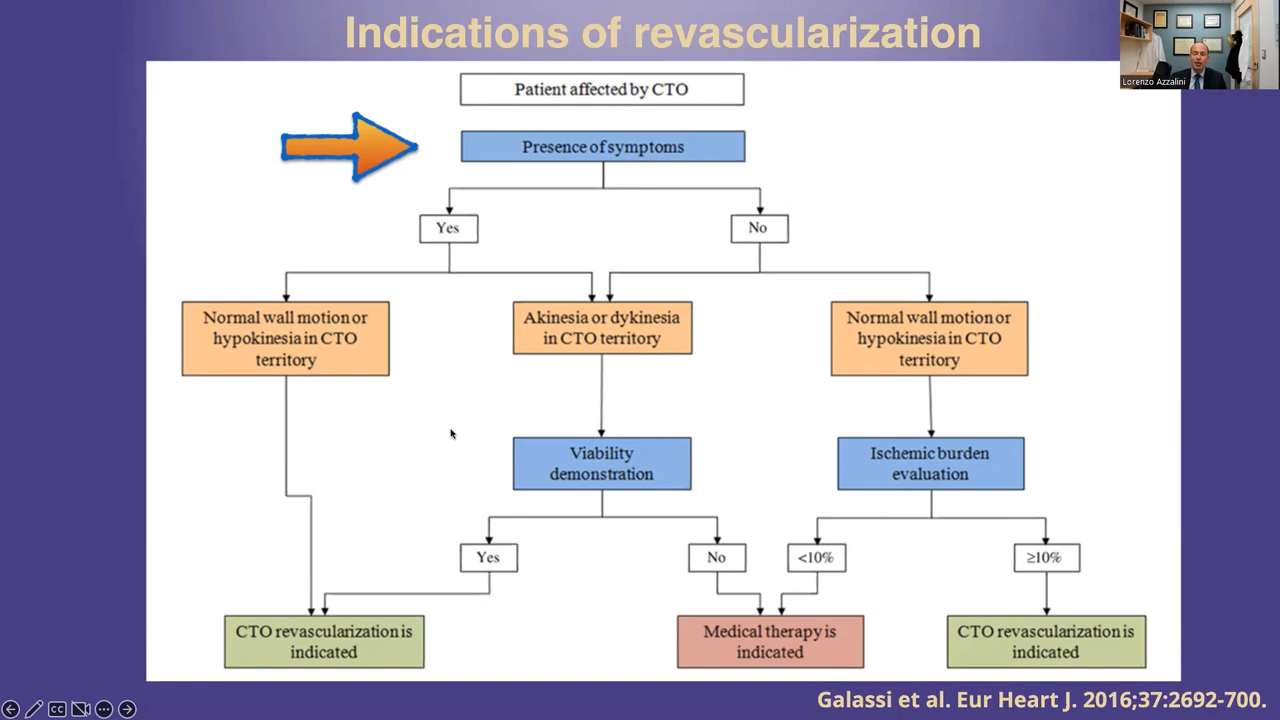 Indications of revascularization
Lorenzo Azzalini
Patient affected by CTO
Presence of symptoms
Yes
No
Normal wall motion or
hypokinesia in CTO
territory
Akinesia or dykinesia
in CTO territory
Normal wall motion or
hypokinesia in CTO
territory
Viability
demonstration
Ischemic burden
evaluation
Yes
No
<10%
≥10%
CTO revascularization is
indicated
Medical therapy is
indicated
CTO revascularization is
indicated
Galassi et al. Eur Heart J. 2016;37:2692-700.
CC